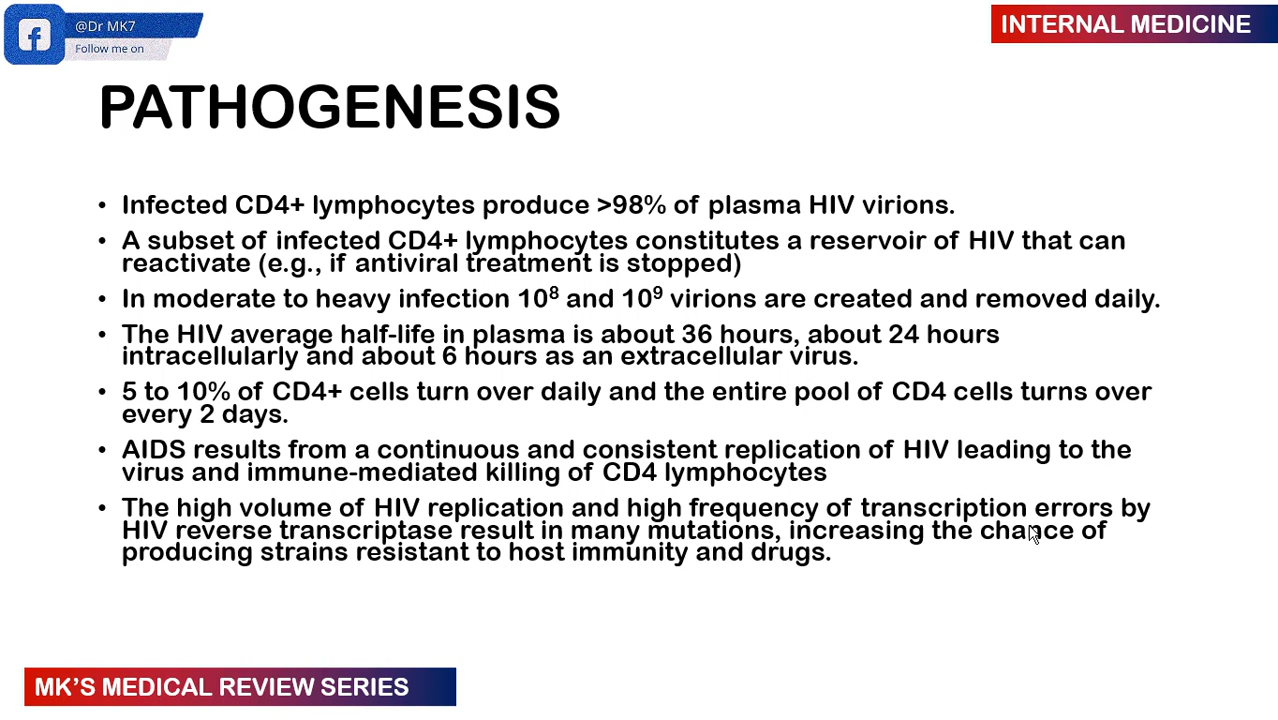 @Dr MK7
Follow me on
INTERNAL MEDICINE
PATHOGENESIS
• Infected CD4+ lymphocytes produce >98% of plasma HIV virions.
• A subset of infected CD4+ lymphocytes constitutes a reservoir of HIV that can
reactivate (e.g., if antiviral treatment is stopped)
• In moderate to heavy infection 10⁸ and 10⁹ virions are created and removed daily.
• The HIV average half-life in plasma is about 36 hours, about 24 hours
intracellularly and about 6 hours as an extracellular virus.
• 5 to 10% of CD4+ cells turn over daily and the entire pool of CD4 cells turns over
every 2 days.
• AIDS results from a continuous and consistent replication of HIV leading to the
virus and immune-mediated killing of CD4 lymphocytes
• The high volume of HIV replication and high frequency of transcription errors by
HIV reverse transcriptase result in many mutations, increasing the chance of
producing strains resistant to host immunity and drugs.
MK'S MEDICAL REVIEW SERIES